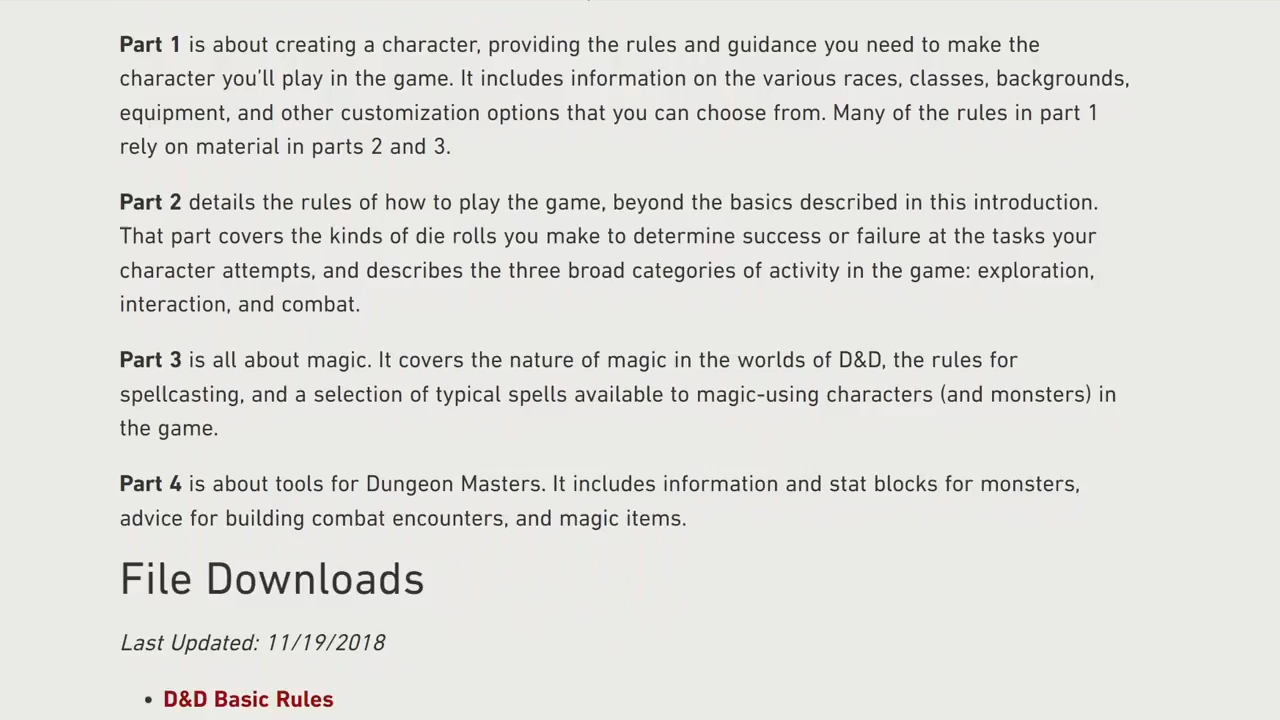 Part 1 is about creating a character, providing the rules and guidance you need to make the
character you'll play in the game. It includes information on the various races, classes, backgrounds,
equipment, and other customization options that you can choose from. Many of the rules in part 1
rely on material in parts 2 and 3.
Part 2 details the rules of how to play the game, beyond the basics described in this introduction.
That part covers the kinds of die rolls you make to determine success or failure at the tasks your
character attempts, and describes the three broad categories of activity in the game: exploration,
interaction, and combat.
Part 3 is all about magic. It covers the nature of magic in the worlds of D&D, the rules for
spellcasting, and a selection of typical spells available to magic-using characters (and monsters) in
the game.
Part 4 is about tools for Dungeon Masters. It includes information and stat blocks for monsters,
advice for building combat encounters, and magic items.
File Downloads
Last Updated: 11/19/2018
• D&D Basic Rules